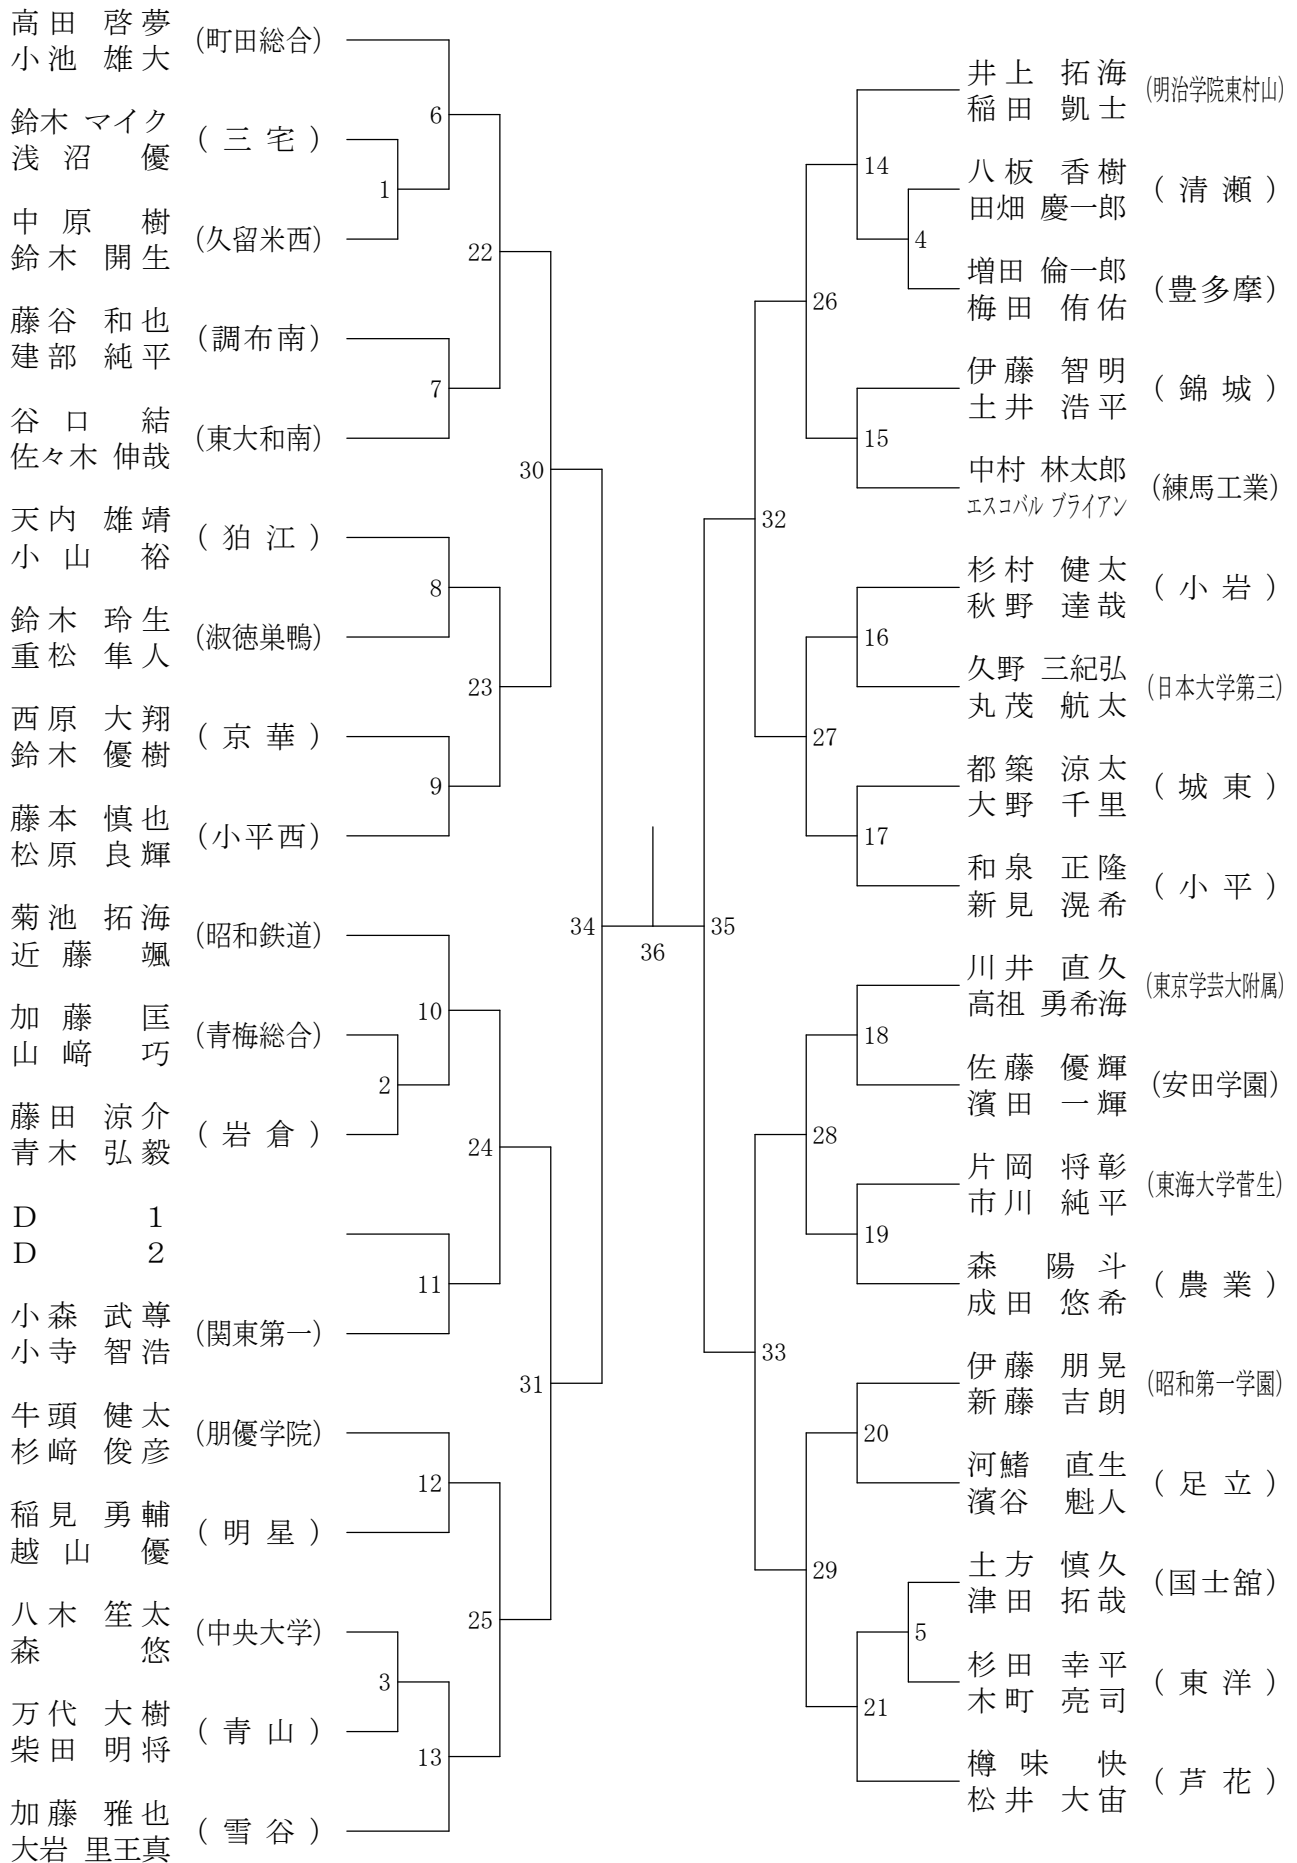 高田 啓夢
小池 雄大
(町田総合)
鈴木 マイク
浅沼 優
(三宅)
中原 樹
鈴木 開生
(久留米西)
藤谷 和也
建部 純平
(調布南)
谷口 結
佐々木 伸哉
(東大和南)
天内 雄靖
小山 裕
(狛江)
鈴木 玲生
重松 隼人
(淑徳巣鴨)
西原 大翔
鈴木 優樹
(京華)
藤本 慎也
松原 良輝
(小平西)
菊池 拓海
近藤 颯
(昭和鉄道)
加藤 匡
山﨑 巧
(青梅総合)
藤田 涼介
青木 弘毅
(岩倉)
D 1
D 2
小森 武尊
小寺 智浩
(関東第一)
牛頭 健太
杉﨑 俊彦
(朋優学院)
稲見 勇輔
越山 優
(明星)
八木 笙太
森 悠
(中央大学)
万代 大樹
柴田 明将
(青山)
加藤 雅也
大岩 里王真
(雪谷)
1
2
3
6
7
8
9
10
11
12
13
22
23
24
25
30
31
34
36
35
32
33
26
27
28
29
14
15
16
17
18
19
20
21
4
5
井上 拓海
稲田 凱士
(明治学院東村山)
八板 香樹
田畑 慶一郎
(清瀬)
増田 倫一郎
梅田 侑佑
(豊多摩)
伊藤 智明
土井 浩平
(錦城)
中村 林太郎
エスコバル ブライアン
(練馬工業)
杉村 健太
秋野 達哉
(小岩)
久野 三紀弘
丸茂 航太
(日本大学第三)
都築 涼太
大野 千里
(城東)
和泉 正隆
新見 滉希
(小平)
川井 直久
高祖 勇希海
(東京学芸大附属)
佐藤 優輝
濱田 一輝
(安田学園)
片岡 将彰
市川 純平
(東海大学菅生)
森 陽斗
成田 悠希
(農業)
伊藤 朋晃
新藤 吉朗
(昭和第一学園)
河鰭 直生
濱谷 魁人
(足立)
土方 慎久
津田 拓哉
(国士舘)
杉田 幸平
木町 亮司
(東洋)
樽味 快
松井 大宙
(芦花)